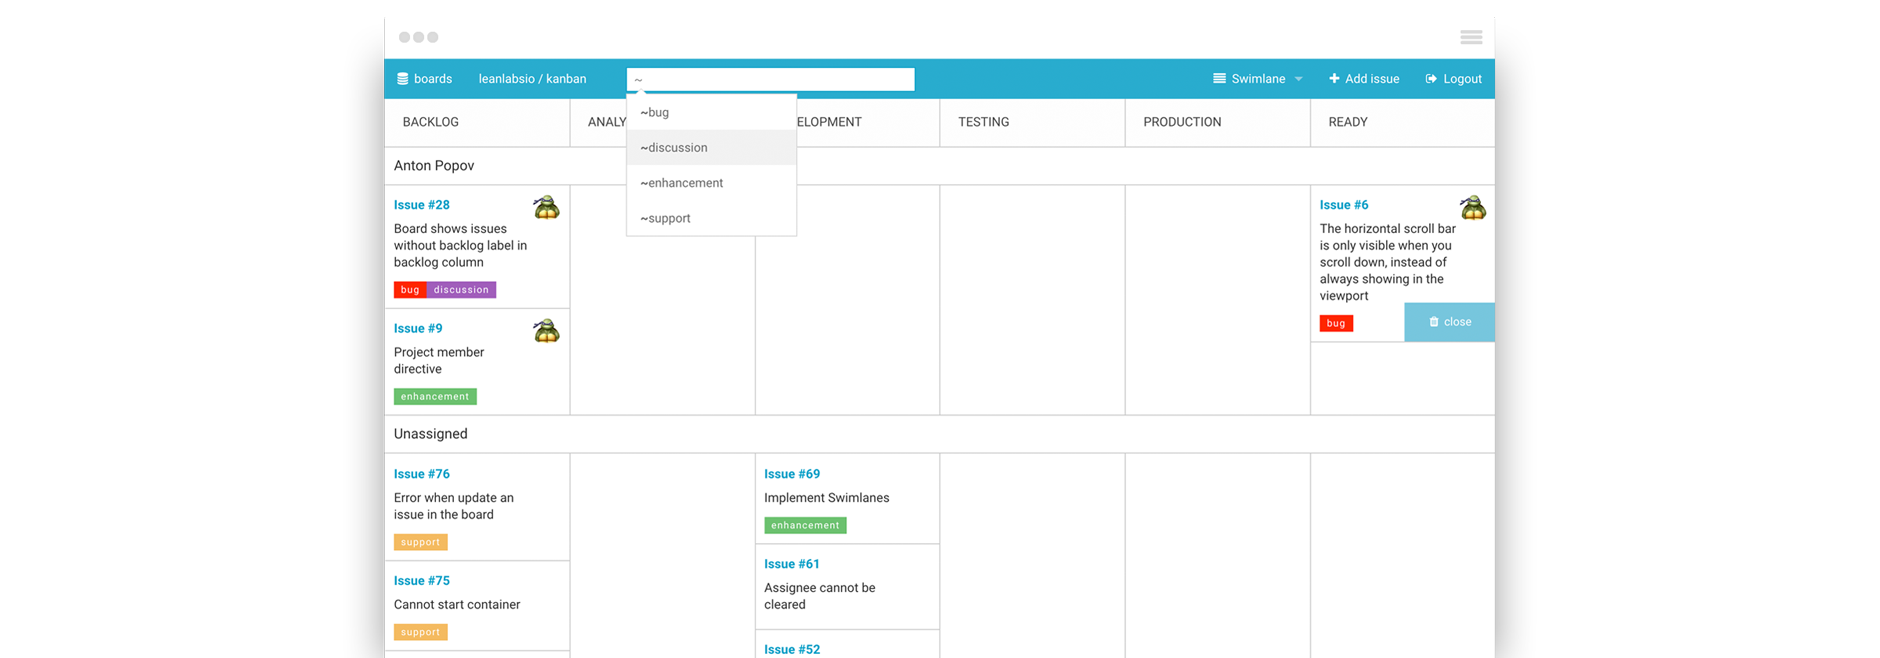 boards leanlabsio / kanban ~ Swimlane Add issue Logout
~bug
~discussion
~enhancement
~support
BACKLOG ANALY ELOPMENT TESTING PRODUCTION READY
Anton Popov
Issue #28
Board shows issues
without backlog label in
backlog column
bug discussion
Issue #9
Project member
directive
enhancement
Issue #6
The horizontal scroll bar
is only visible when you
scroll down, instead of
always showing in the
viewport
bug
close
Unassigned
Issue #76
Error when update an
issue in the board
support
Issue #75
Cannot start container
support
Issue #69
Implement Swimlanes
enhancement
Issue #61
Assignee cannot be
cleared
Issue #52